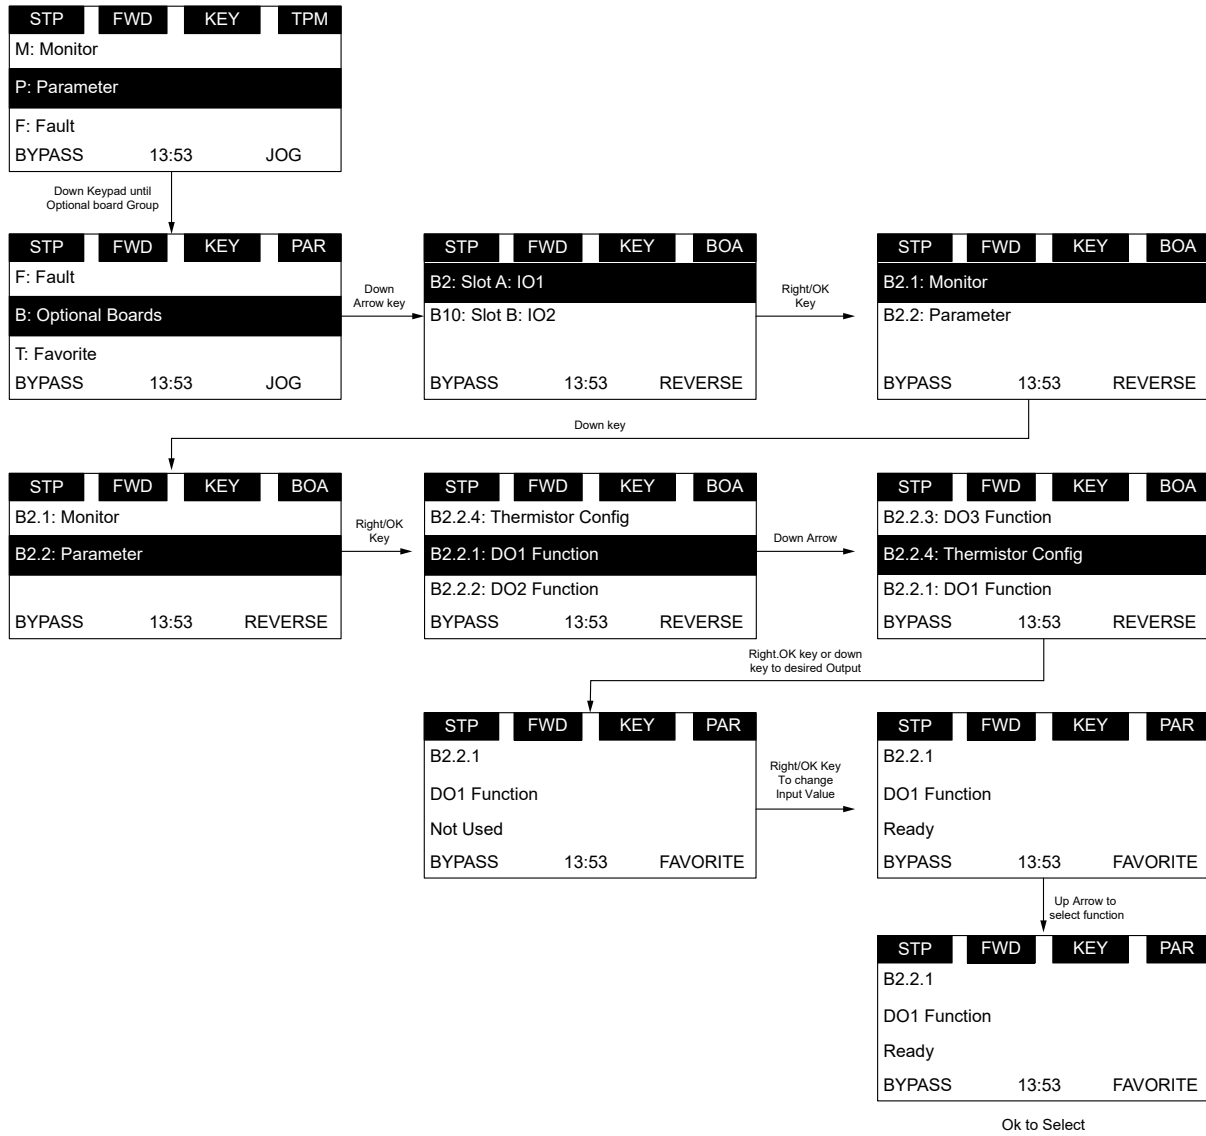 STP FWD KEY TPM
M: Monitor
P: Parameter
F: Fault
BYPASS 13:53 JOG
Down Keypad until
Optional board Group
STP FWD KEY PAR
F: Fault
B: Optional Boards
T: Favorite
BYPASS 13:53 JOG
Down
Arrow key
STP FWD KEY BOA
B2: Slot A: IO1
B10: Slot B: IO2
BYPASS 13:53 REVERSE
Right/OK
Key
STP FWD KEY BOA
B2.1: Monitor
B2.2: Parameter
BYPASS 13:53 REVERSE
Down key
STP FWD KEY BOA
B2.1: Monitor
B2.2: Parameter
BYPASS 13:53 REVERSE
Right/OK
Key
STP FWD KEY BOA
B2.2.4: Thermistor Config
B2.2.1: DO1 Function
B2.2.2: DO2 Function
BYPASS 13:53 REVERSE
Down Arrow
STP FWD KEY BOA
B2.2.3: DO3 Function
B2.2.4: Thermistor Config
B2.2.1: DO1 Function
BYPASS 13:53 REVERSE
Right.OK key or down
key to desired Output
STP FWD KEY PAR
B2.2.1
DO1 Function
Not Used
BYPASS 13:53 FAVORITE
Right/OK Key
To change
Input Value
STP FWD KEY PAR
B2.2.1
DO1 Function
Ready
BYPASS 13:53 FAVORITE
Up Arrow to
select function
STP FWD KEY PAR
B2.2.1
DO1 Function
Ready
BYPASS 13:53 FAVORITE
Ok to Select